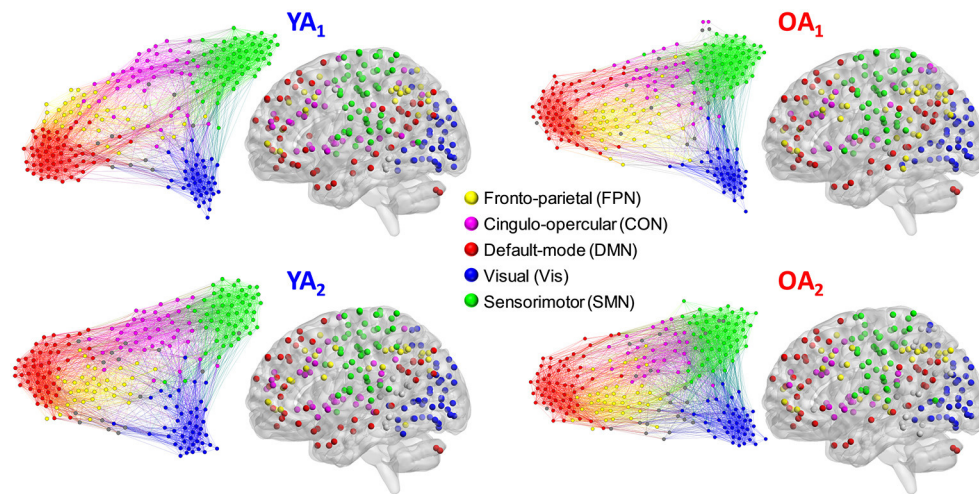 YA₁
OA₁
Fronto-parietal (FPN)
Cingulo-opercular (CON)
Default-mode (DMN)
Visual (Vis)
Sensorimotor (SMN)
YA₂
OA₂